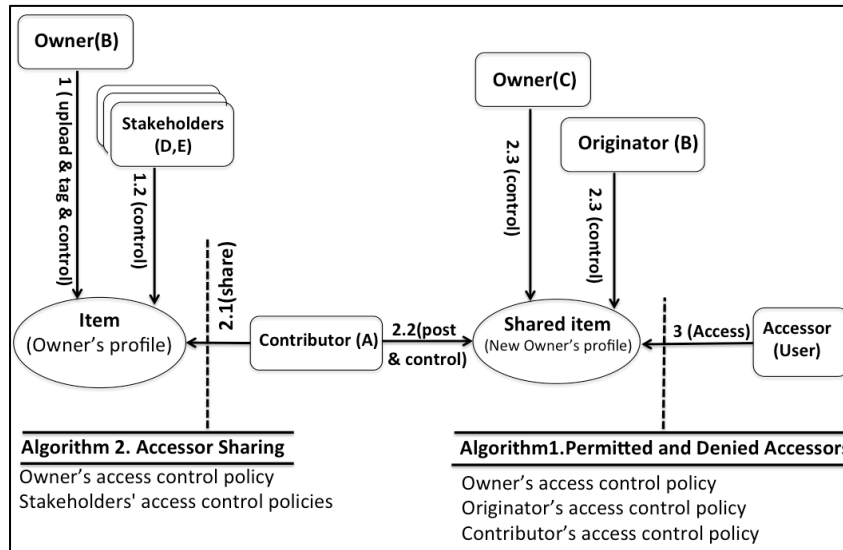 Owner(B)
1 ( upload & tag & control)
Stakeholders
(D,E)
1.2 (control)
2.1(share)
Item
(Owner's profile)
Contributor (A)
2.2(post
& control)
Owner(C)
Originator (B)
2.3 (control)
2.3 (control)
Shared item
(New Owner's profile)
3 (Access)
Accessor
(User)
Algorithm 2. Accessor Sharing
Owner's access control policy
Stakeholders' access control policies
Algorithm1.Permitted and Denied Accessors
Owner's access control policy
Originator's access control policy
Contributor's access control policy